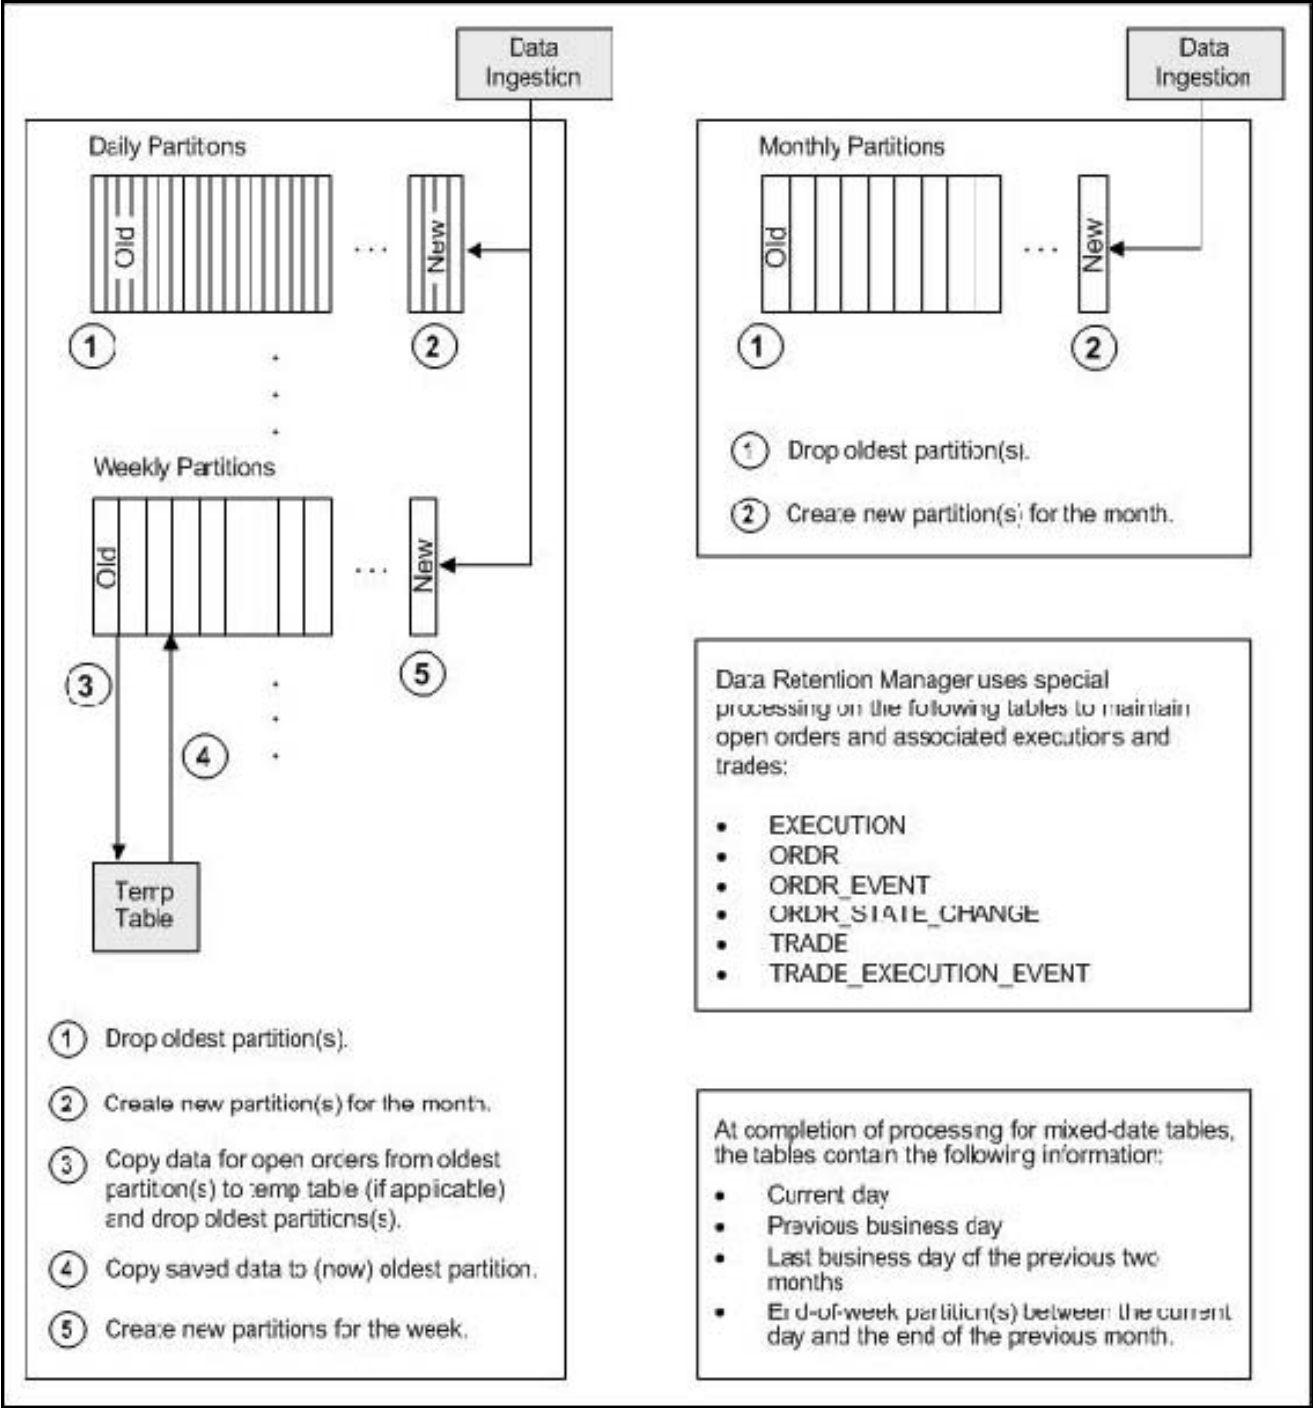 Data
Ingestion
Daily Partitions
Old
. . .
New
1
2
Weekly Partitions
Old
. . .
New
3
5
4
Temp
Table
1 Drop oldest partition(s).
2 Create new partition(s) for the month.
3 Copy data for open orders from oldest
partition(s) to temp table (if applicable)
and drop oldest partitions(s).
4 Copy saved data to (now) oldest partition.
5 Create new partitions for the week.
Data
Ingestion
Monthly Partitions
Old
. . .
New
1
2
1 Drop oldest partition(s).
2 Create new partition(s) for the month.
Data Retention Manager uses special
processing on the following tables to maintain
open orders and associated executions and
trades:
• EXECUTION
• ORDR
• ORDR_EVENT
• ORDR_STATE_CHANGE
• TRADE
• TRADE_EXECUTION_EVENT
At completion of processing for mixed-date tables,
the tables contain the following information:
• Current day
• Previous business day
• Last business day of the previous two
months
• End-of-week partition(s) between the current
day and the end of the previous month.